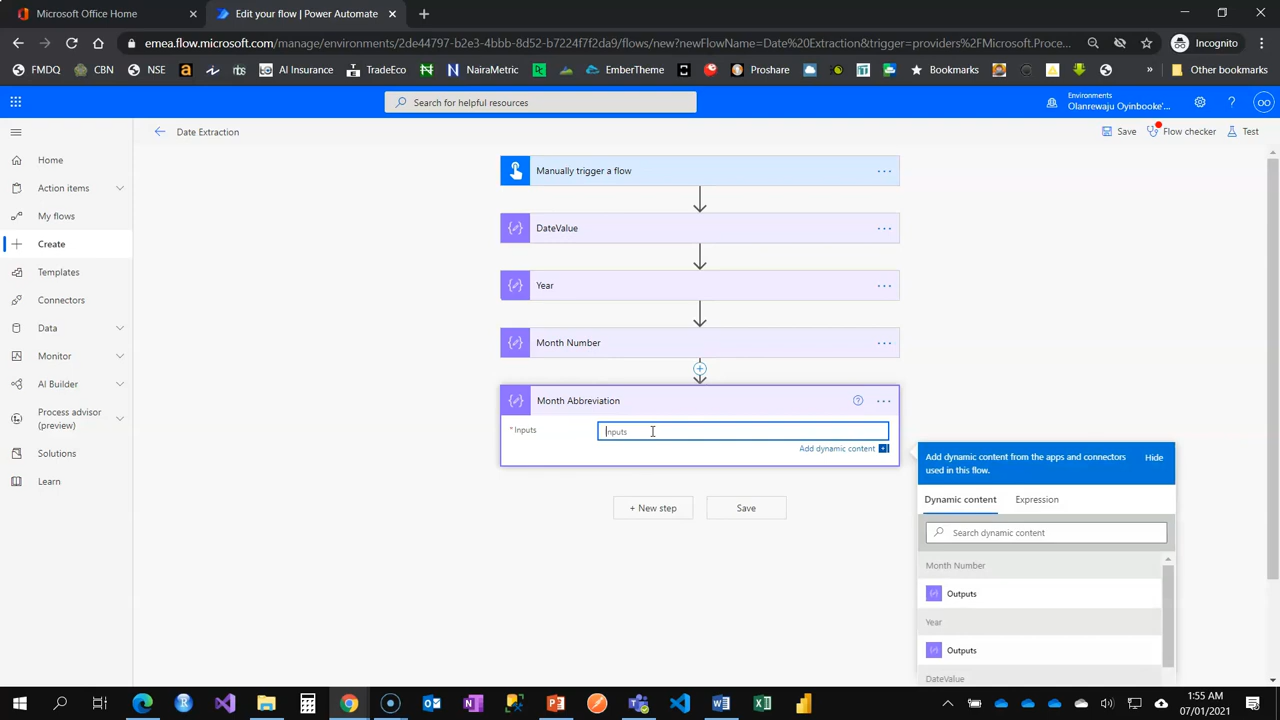 Microsoft Office Home
Edit your flow | Power Automate
emea.flow.microsoft.com/manage/environments/2de44797-b2e2-4bbb-8d52-b7224f7f2da9/flows/new?newFlowName=Date%20Extraction&trigger=providers%2FMicrosoft.Proce...
Incognito
FMDQ
CBN
NSE
AI Insurance
TradeEco
NairaMetric
EmberTheme
Proshare
Bookmarks
»
Other bookmarks
Search for helpful resources
Environments
Olanrewaju Oyinbooke'...
OO
Date Extraction
Save
Flow checker
Test
Home
Action items
My flows
Create
Templates
Connectors
Data
Monitor
AI Builder
Process advisor
(preview)
Solutions
Learn
Manually trigger a flow
DateValue
Year
Month Number
Month Abbreviation
* Inputs
Inputs
Add dynamic content
+ New step
Save
Add dynamic content from the apps and connectors
used in this flow.
Hide
Dynamic content
Expression
Search dynamic content
Month Number
Outputs
Year
Outputs
DateValue
1:55 AM
07/01/2021